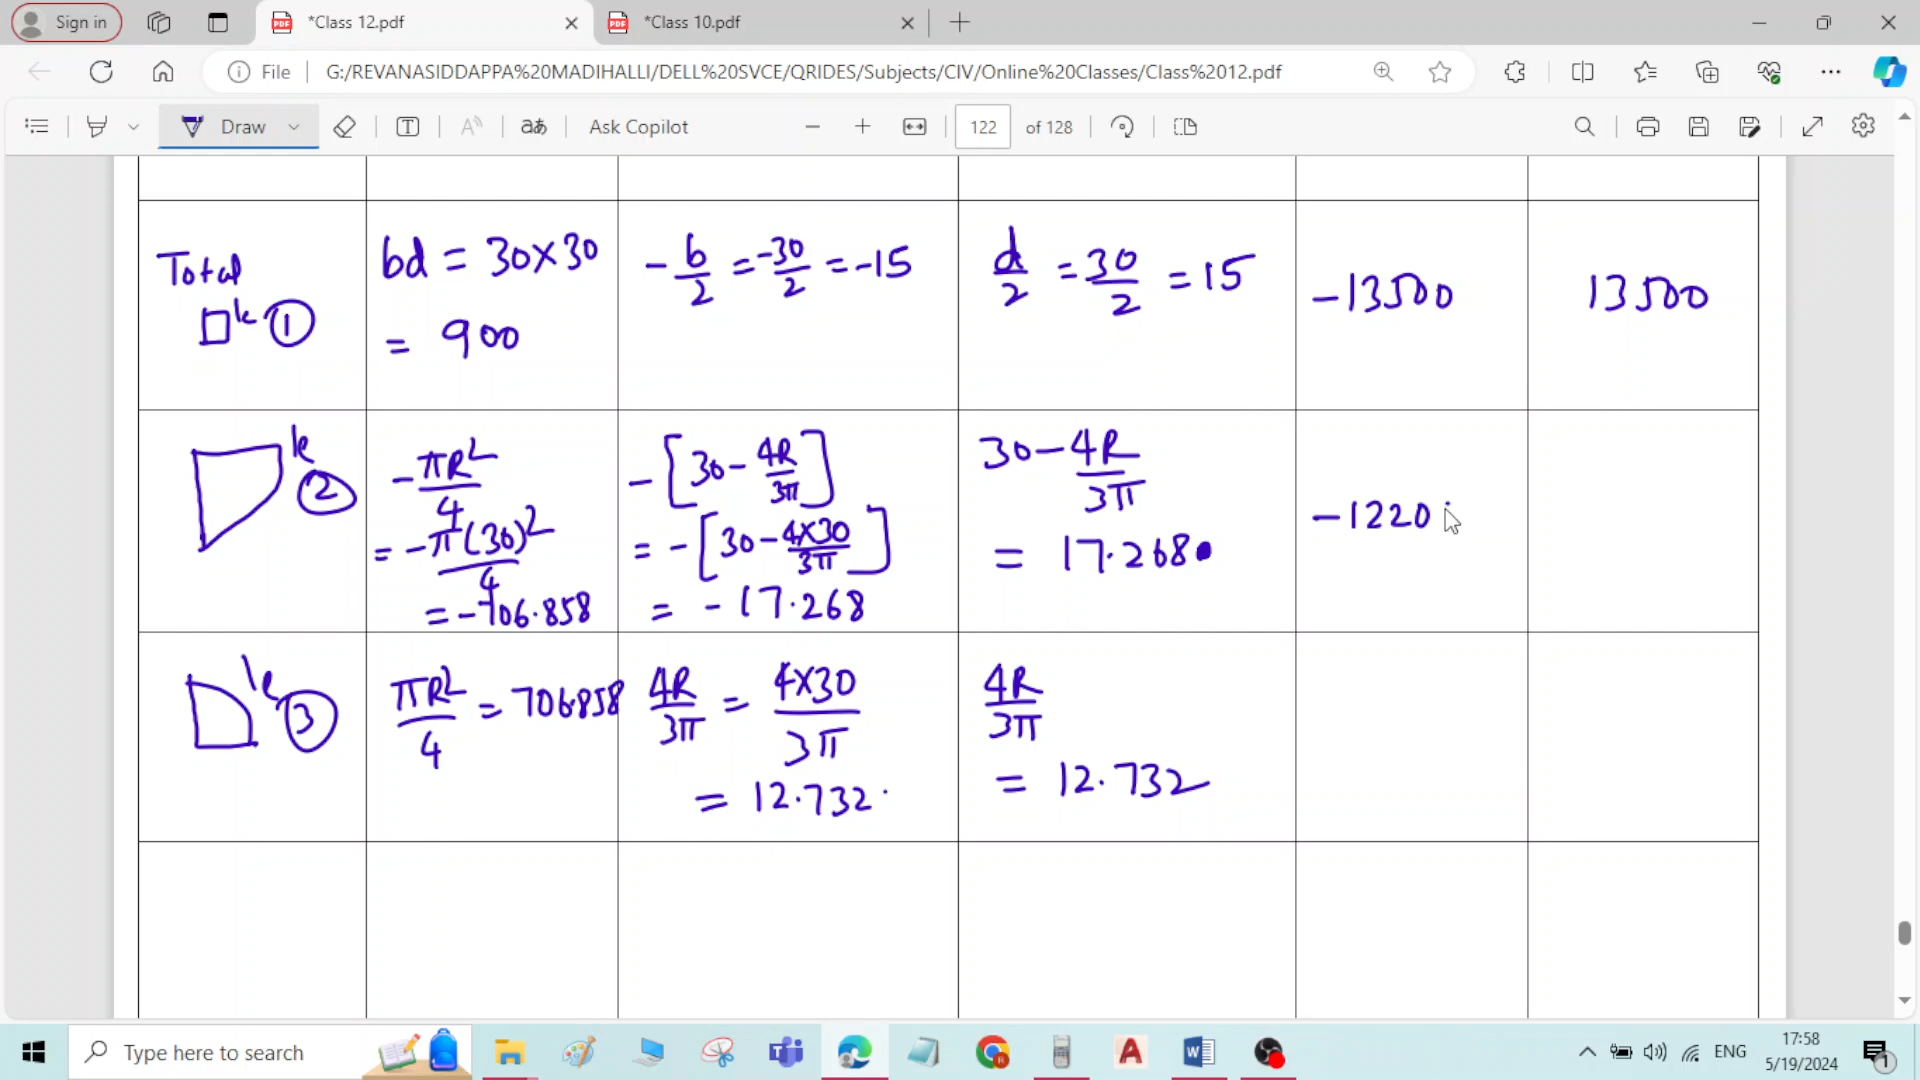 Sign in
*Class 12.pdf
*Class 10.pdf
File
G:/REVANASIDDAPPA%20MADIHALLI/DELL%20SVCE/QRIDES/Subjects/CIV/Online%20Classes/Class%2012.pdf
Draw
Ask Copilot
122
of 128
Total
k ①
bd = 30×30
= 900
-b/2 = -30/2 = -15
d/2 = 30/2 = 15
-13500
13500
k ②
-πR²/4
= -π(30)²/4
= -706.858
-[30-4R/3π]
= -[30-4×30/3π]
= -17.268
30-4R/3π
= 17.268
-1220
k ③
πR²/4 = 706.858
4R/3π = 4×30/3π
= 12.732
4R/3π
= 12.732
Type here to search
ENG
17:58
5/19/2024
1